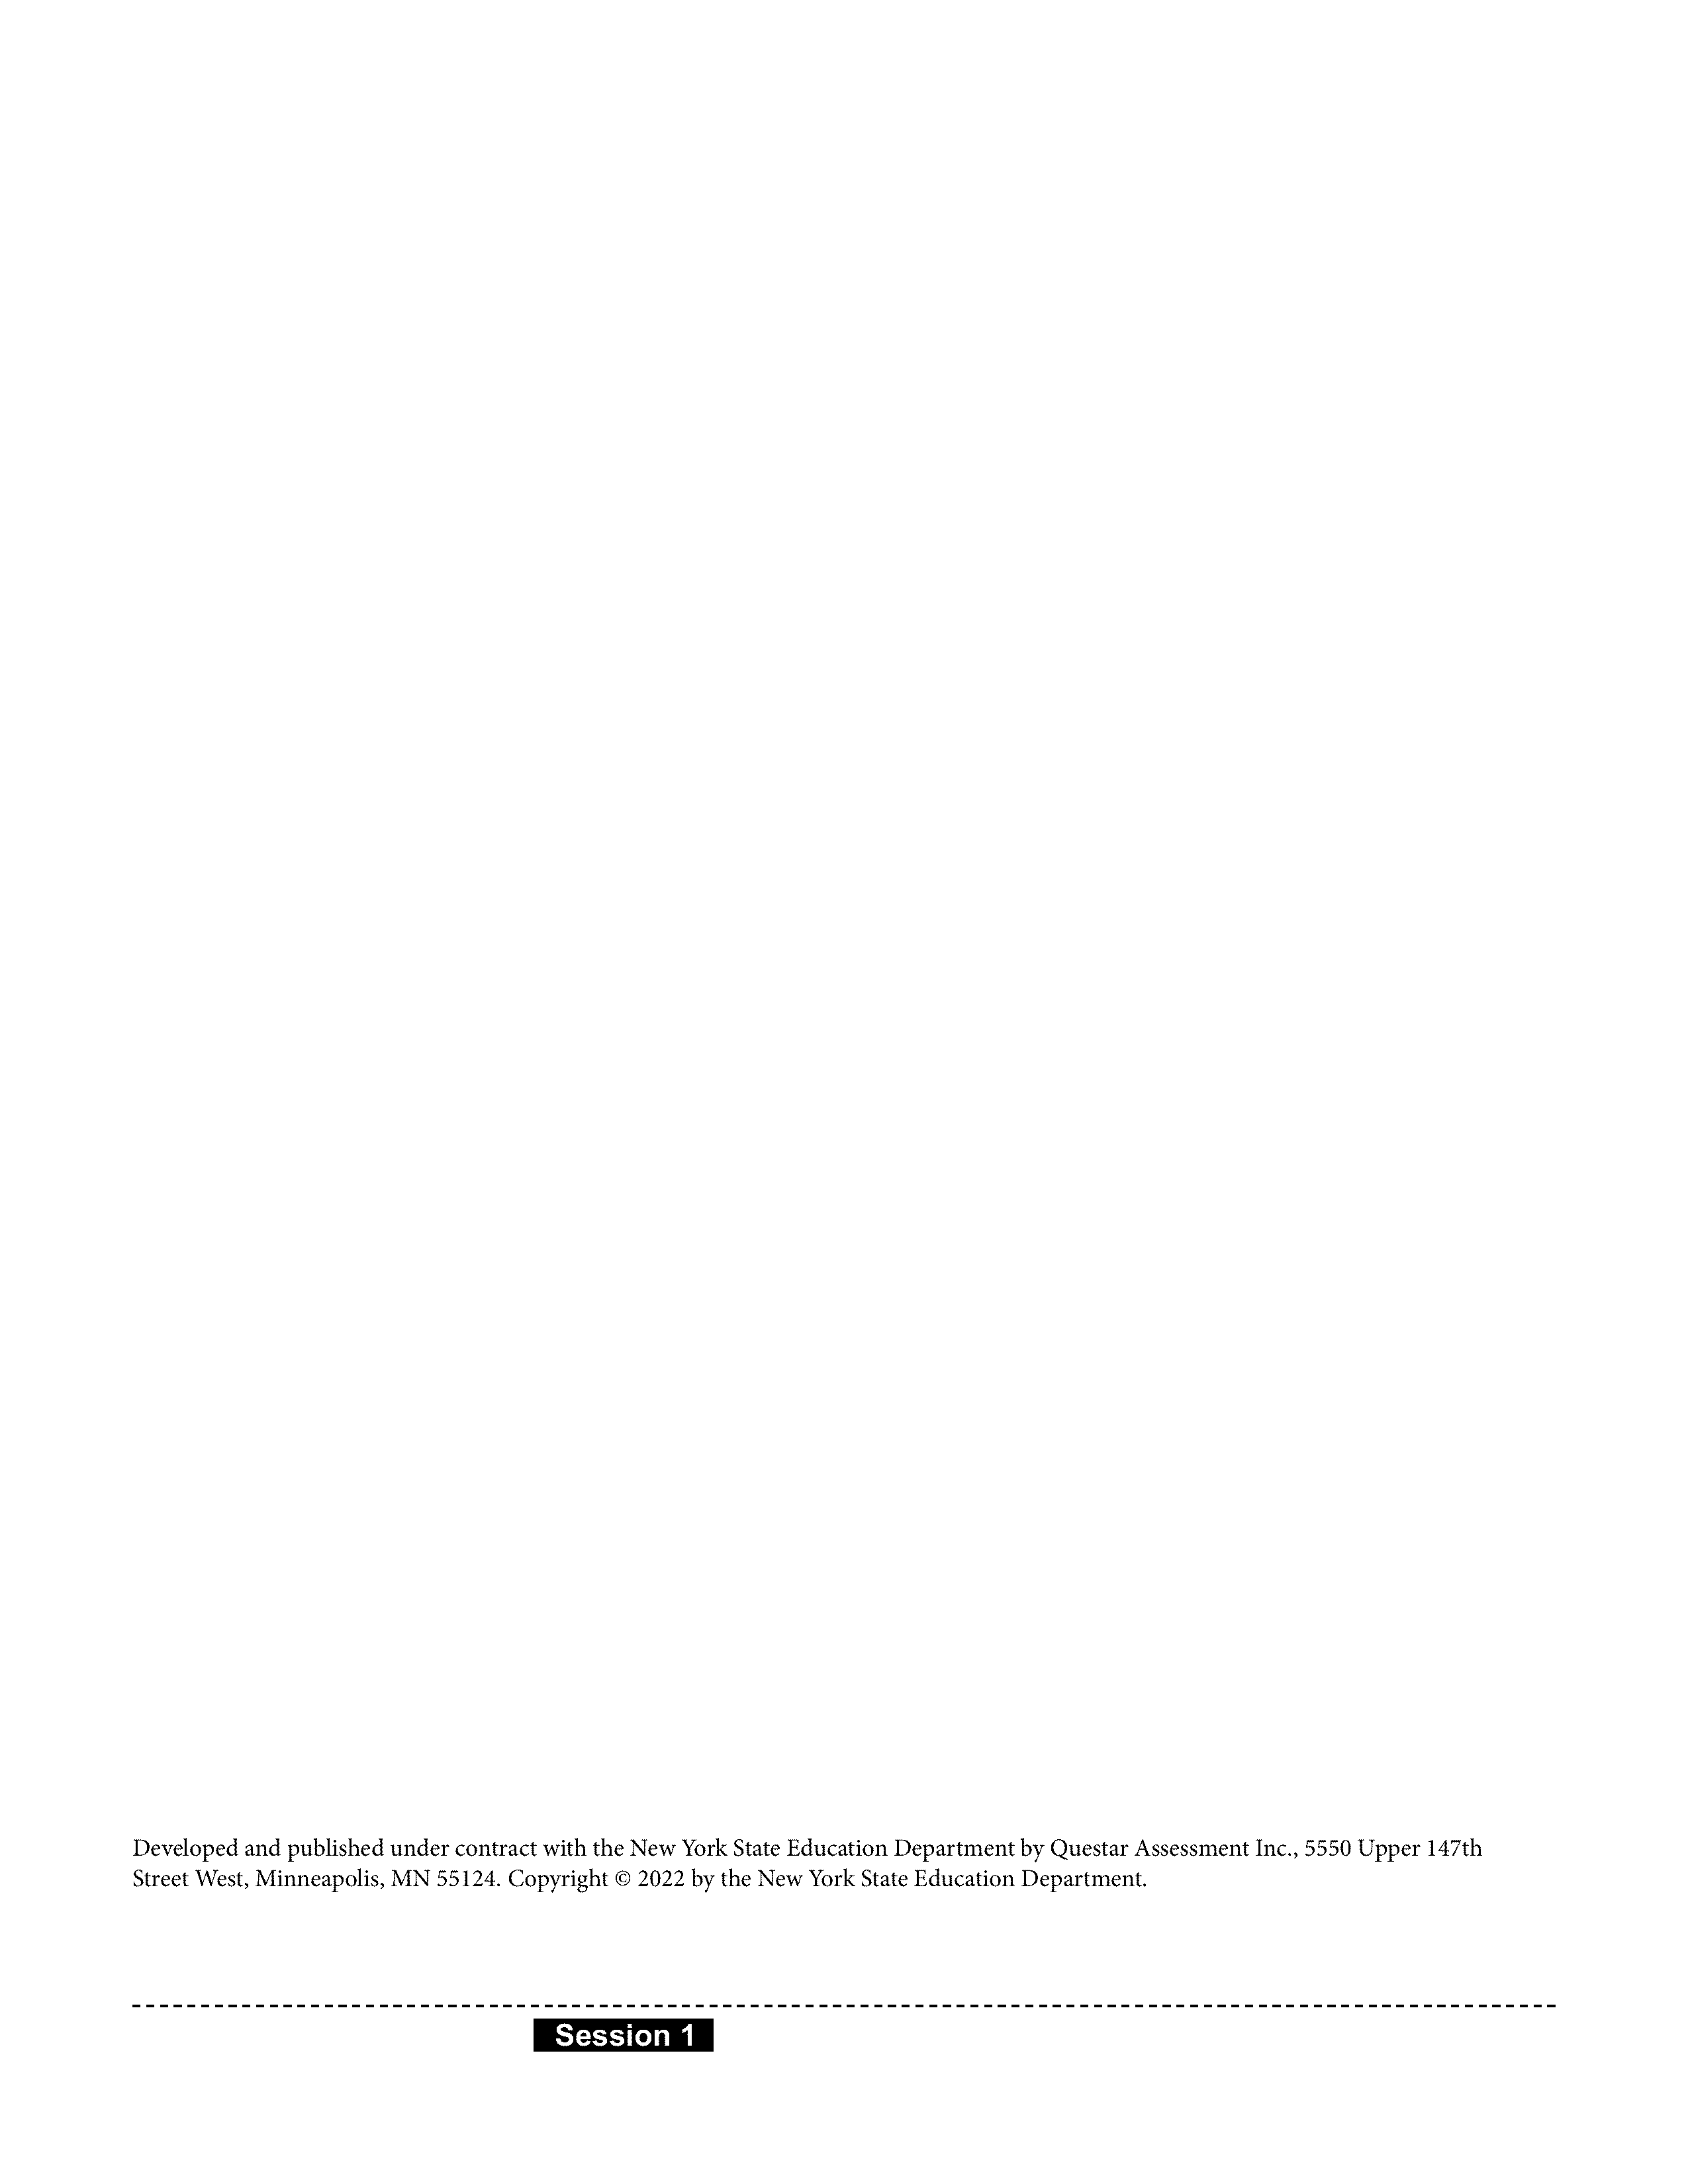 Developed and published under contract with the New York State Education Department by Questar Assessment Inc., 5550 Upper 147th
Street West, Minneapolis, MN 55124. Copyright © 2022 by the New York State Education Department.
Session 1